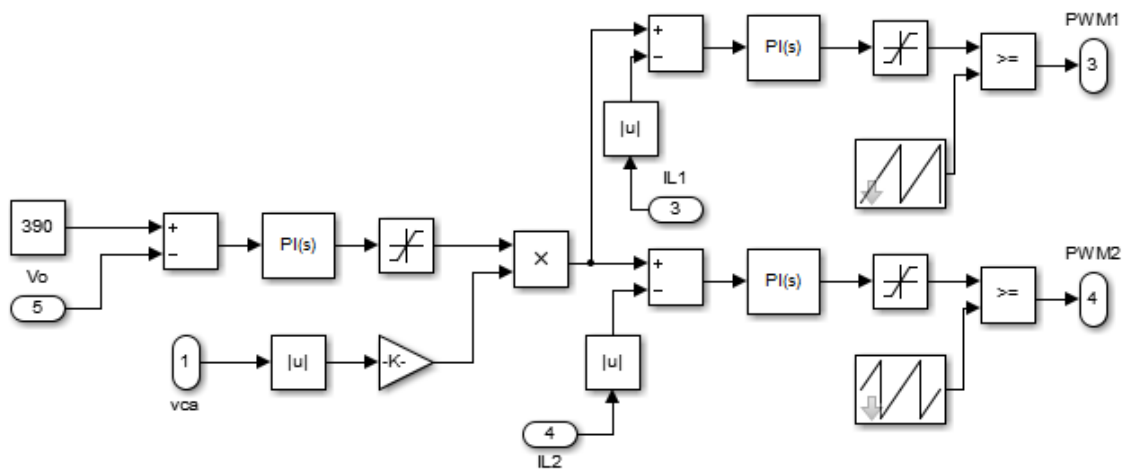 PWM1
+
−
PI(s)
>=
3
|u|
IL1
3
390
+
−
PI(s)
×
Vo
5
+
−
PI(s)
>=
PWM2
4
1
vca
|u|
-K-
|u|
4
IL2